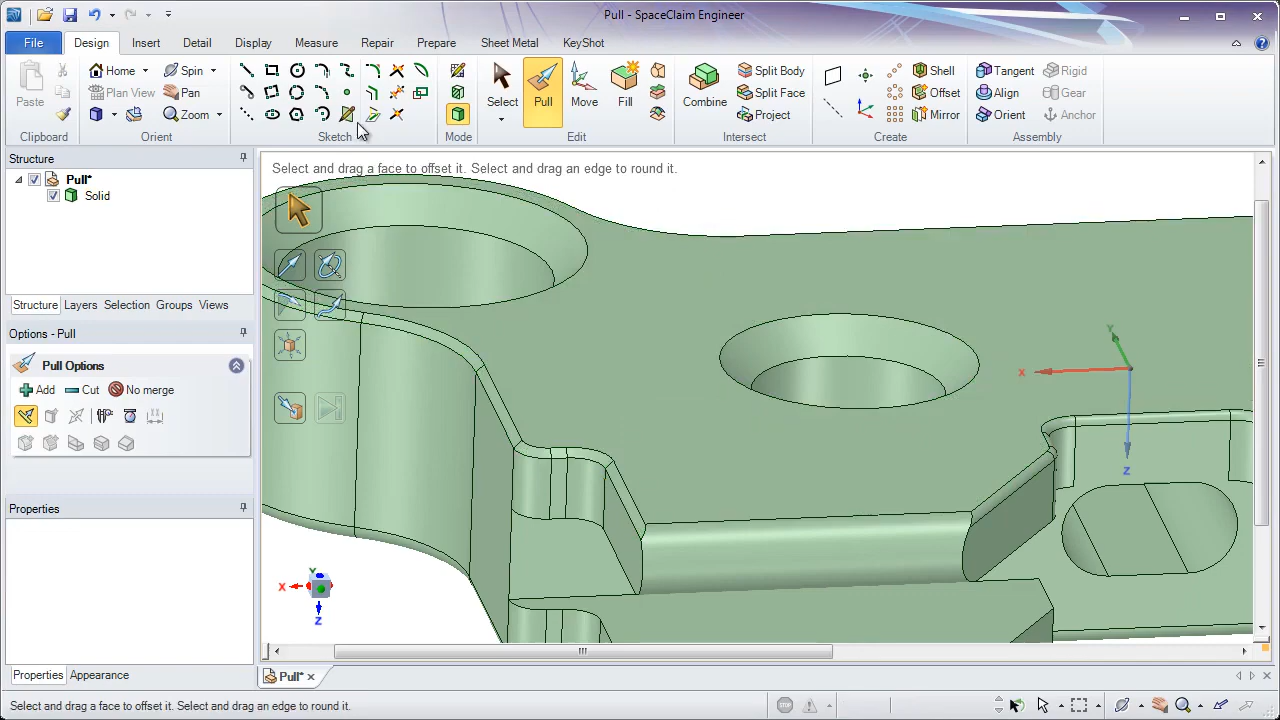 Pull - SpaceClaim Engineer
File Design Insert Detail Display Measure Repair Prepare Sheet Metal KeyShot
Paste
Home
Plan View
Spin
Pan
Zoom
Select
Pull
Move
Fill
Combine
Split Body
Split Face
Project
Shell
Offset
Mirror
Tangent
Align
Orient
Rigid
Gear
Anchor
Clipboard Orient Sketch Mode Edit Intersect Create Assembly
Structure
Pull*
Solid
Structure Layers Selection Groups Views
Options - Pull
Pull Options
Add Cut No merge
Properties
Properties Appearance
Select and drag a face to offset it. Select and drag an edge to round it.
Y
X
Z
Y
X
Z
Pull*
Select and drag a face to offset it. Select and drag an edge to round it.